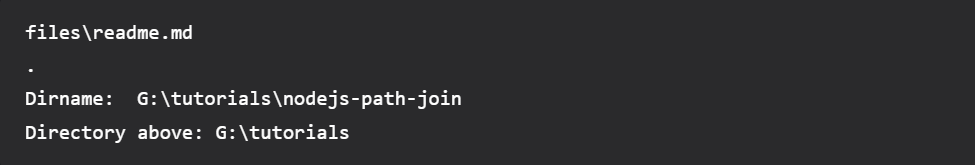 files\readme.md
.
Dirname:  G:\tutorials\nodejs-path-join
Directory above: G:\tutorials